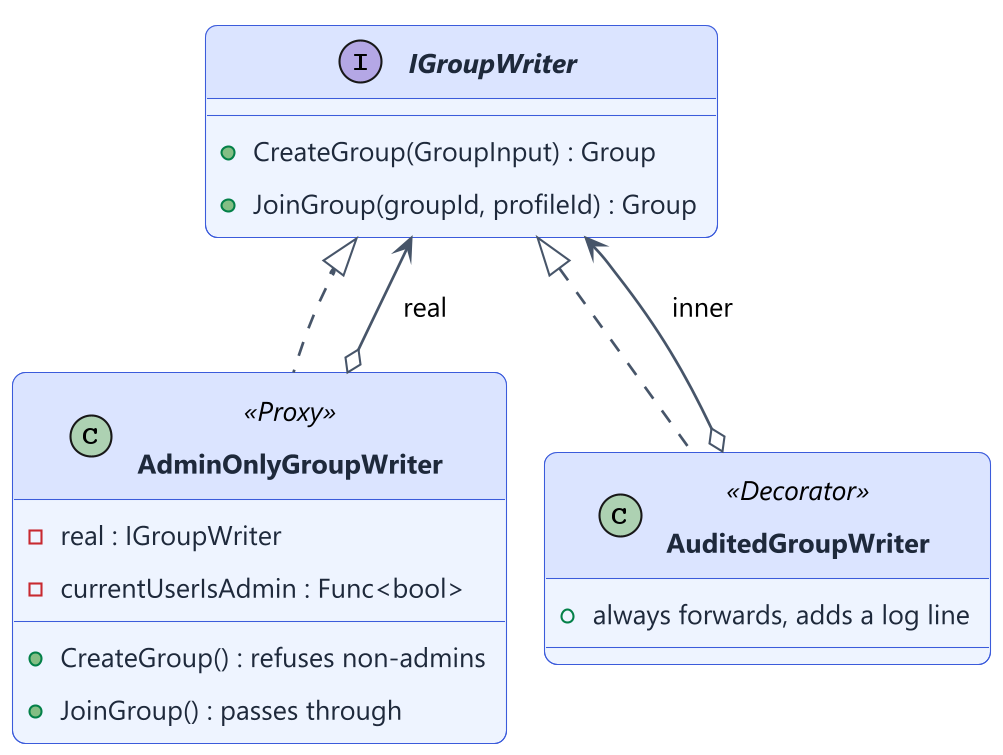 I IGroupWriter
CreateGroup(GroupInput) : Group
JoinGroup(groupId, profileId) : Group
real
inner
«Proxy»
C
AdminOnlyGroupWriter
real : IGroupWriter
currentUserIsAdmin : Func<bool>
CreateGroup() : refuses non-admins
JoinGroup() : passes through
«Decorator»
C
AuditedGroupWriter
always forwards, adds a log line